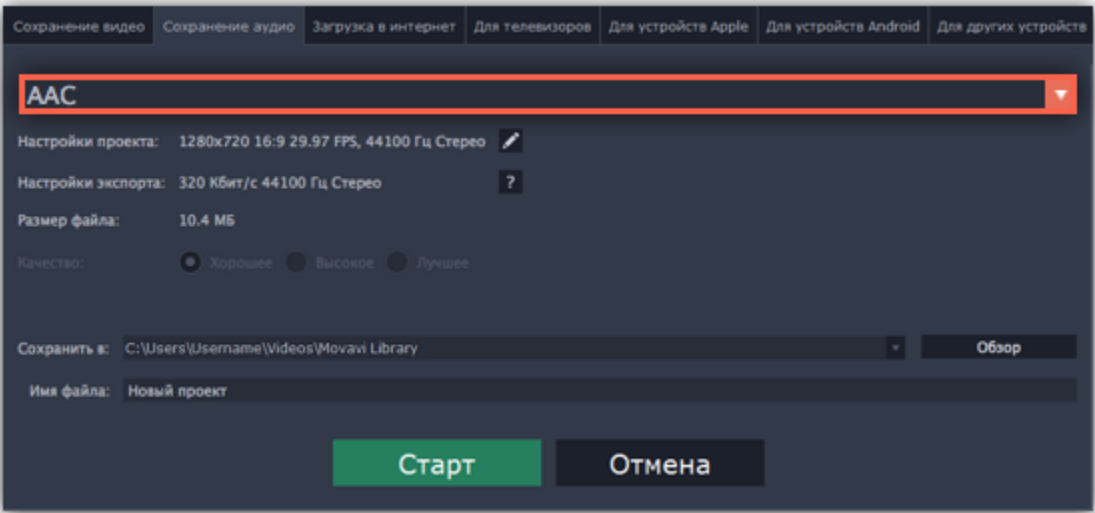 Сохранение видео Сохранение аудио Загрузка в интернет Для телевизоров Для устройств Apple Для устройств Android Для других устройств
AAC
Настройки проекта: 1280x720 16:9 29.97 FPS, 44100 Гц Стерео
Настройки экспорта: 320 Кбит/с 44100 Гц Стерео ?
Размер файла: 10.4 МБ
Качество: Хорошее Высокое Лучшее
Сохранить в: C:\Users\Username\Videos\Movavi Library Обзор
Имя файла: Новый проект
Старт Отмена